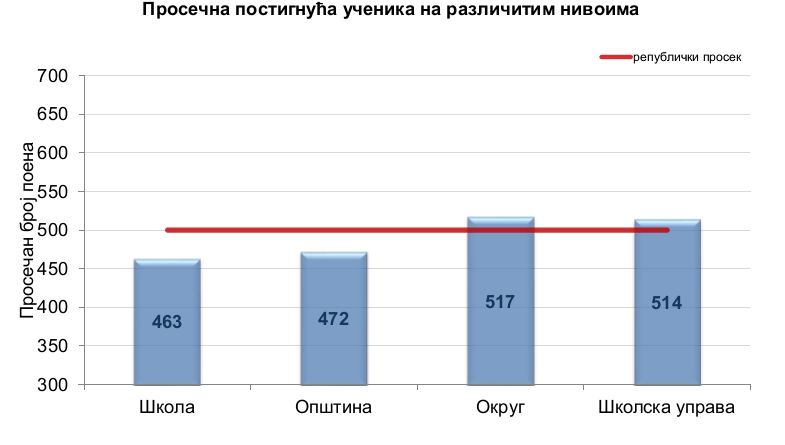 Просечна постигнућа ученика на различитим нивоима
републички просек
Просечан број поена
700
650
600
550
500
450
400
350
300
463
472
517
514
Школа
Општина
Округ
Школска управа